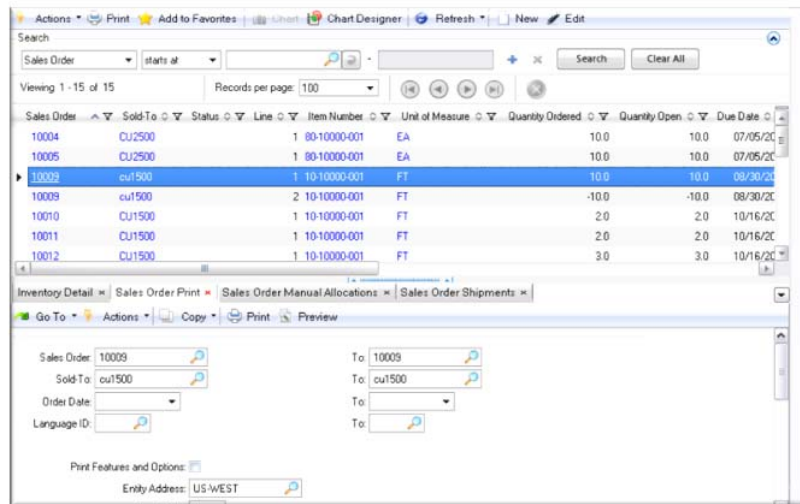 Actions Print Add to Favorites Chart Chart Designer Refresh New Edit
Search
Sales Order starts at - Search Clear All
Viewing 1 - 15 of 15 Records per page: 100
Sales Order Sold-To Status Line Item Number Unit of Measure Quantity Ordered Quantity Open Due Date
10004 CU2500 1 80-10000-001 EA 10.0 10.0 07/05/20
10005 CU2500 1 80-10000-001 EA 10.0 10.0 07/05/20
10009 cu1500 1 10-10000-001 FT 10.0 10.0 08/30/20
10009 cu1500 2 10-10000-001 FT -10.0 -10.0 08/30/20
10010 CU1500 1 10-10000-001 FT 2.0 2.0 10/16/20
10011 CU1500 1 10-10000-001 FT 2.0 2.0 10/16/20
10012 CU1500 1 10-10000-001 FT 3.0 3.0 10/16/20
Inventory Detail Sales Order Print Sales Order Manual Allocations Sales Order Shipments
Go To Actions Copy Print Preview
Sales Order: 10009 To: 10009
Sold-To: cu1500 To: cu1500
Order Date: To:
Language ID: To:
Print Features and Options:
Entity Address: US-WEST